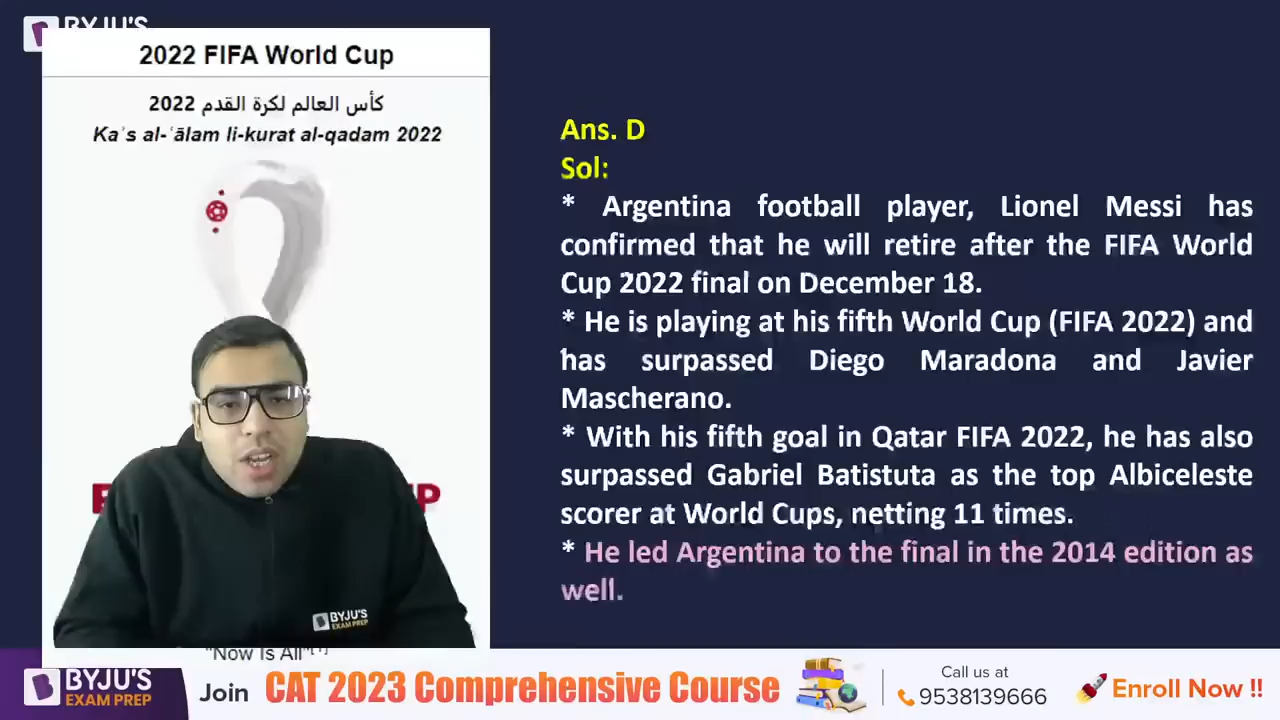 BYJU'S
2022 FIFA World Cup
كأس العالم لكرة القدم 2022
Kaʾs al-ʿālam li-kurat al-qadam 2022
Ans. D
Sol:
* Argentina football player, Lionel Messi has
confirmed that he will retire after the FIFA World
Cup 2022 final on December 18.
* He is playing at his fifth World Cup (FIFA 2022) and
has surpassed Diego Maradona and Javier
Mascherano.
* With his fifth goal in Qatar FIFA 2022, he has also
surpassed Gabriel Batistuta as the top Albiceleste
scorer at World Cups, netting 11 times.
* He led Argentina to the final in the 2014 edition as
well.
BYJU'S
EXAM PREP
"Now Is All"[1]
BYJU'S
EXAM PREP
Join CAT 2023 Comprehensive Course
Call us at
9538139666
Enroll Now !!